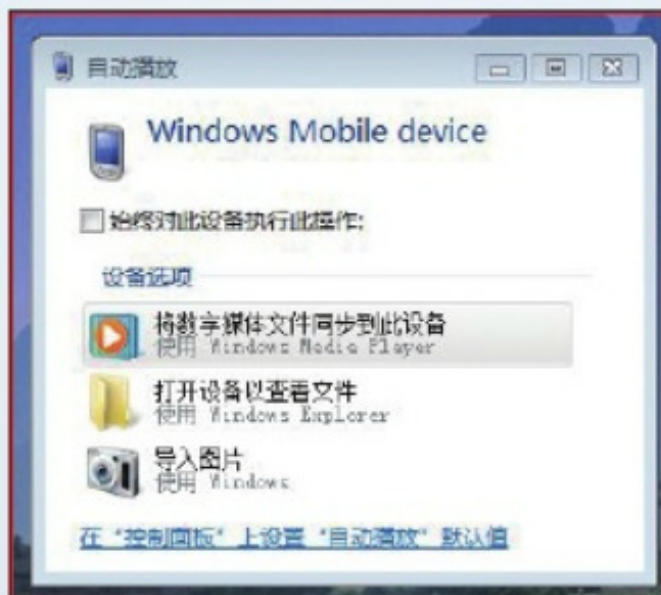 自动播放
Windows Mobile device
始终对此设备执行此操作:
设备选项
将数字媒体文件同步到此设备
使用 Windows Media Player
打开设备以查看文件
使用 Windows Explorer
导入图片
使用 Windows
在“控制面板”上设置“自动播放”默认值